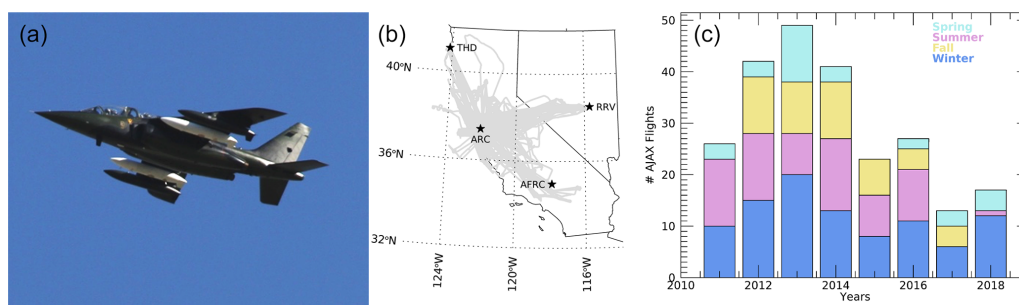 (a)
(b)
THD
40°N
RRV
ARC
36°N
AFRC
32°N
124°W
120°W
116°W
(c)
Spring
Summer
Fall
Winter
# AJAX Flights
50
40
30
20
10
0
2010
2012
2014
2016
2018
Years